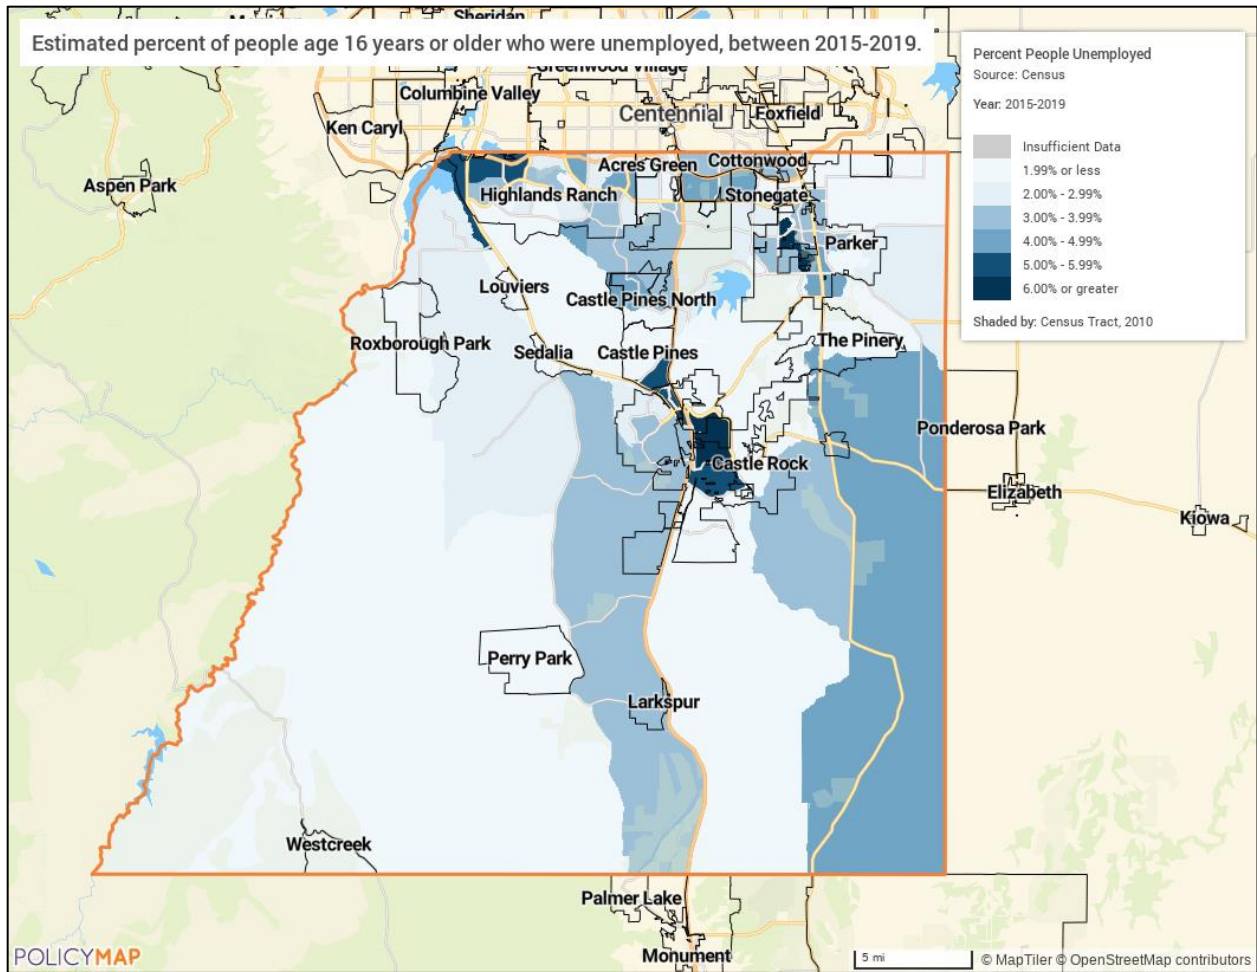 Sheridan
Estimated percent of people age 16 years or older who were unemployed, between 2015-2019.
Greenwood Village
Columbine Valley
Centennial
Foxfield
Ken Caryl
Aspen Park
Acres Green
Cottonwood
Highlands Ranch
Stonegate
Parker
Louviers
Castle Pines North
Roxborough Park
Sedalia
Castle Pines
The Pinery
Ponderosa Park
Castle Rock
Elizabeth
Kiowa
Perry Park
Larkspur
Westcreek
Palmer Lake
Monument
Percent People Unemployed
Source: Census
Year: 2015-2019
Insufficient Data
1.99% or less
2.00% - 2.99%
3.00% - 3.99%
4.00% - 4.99%
5.00% - 5.99%
6.00% or greater
Shaded by: Census Tract, 2010
POLICYMAP
5 mi
© MapTiler © OpenStreetMap contributors